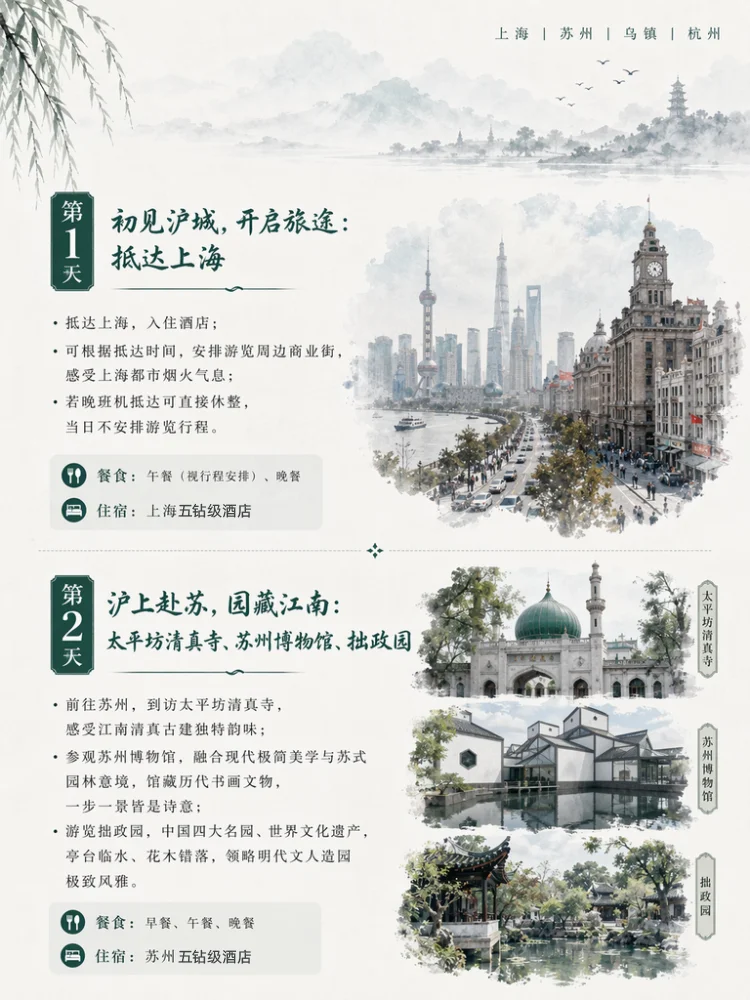 上海 | 苏州 | 乌镇 | 杭州
第1天
初见沪城，开启旅途：
抵达上海
• 抵达上海，入住酒店；
• 可根据抵达时间，安排游览周边商业街，
感受上海都市烟火气息；
• 若晚班机抵达可直接休整，
当日不安排游览行程。
餐食：午餐（视行程安排）、晚餐
住宿：上海五钻级酒店
第2天
沪上赴苏，园藏江南：
太平坊清真寺、苏州博物馆、拙政园
• 前往苏州，到访太平坊清真寺，
感受江南清真古建独特韵味；
• 参观苏州博物馆，融合现代极简美学与苏式
园林意境，馆藏历代书画文物，
一步一景皆是诗意；
• 游览拙政园，中国四大名园、世界文化遗产，
亭台临水、花木错落，领略明代文人造园
极致风雅。
餐食：早餐、午餐、晚餐
住宿：苏州五钻级酒店
太平坊清真寺
苏州博物馆
拙政园